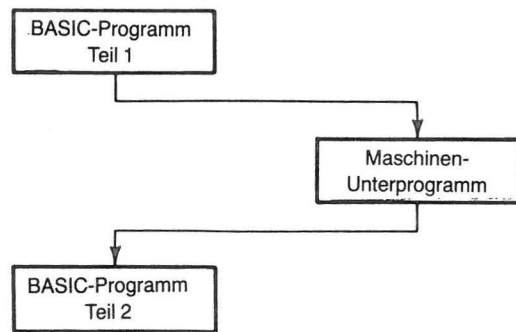 BASIC-Programm
Teil 1
Maschinen-
Unterprogramm
BASIC-Programm
Teil 2